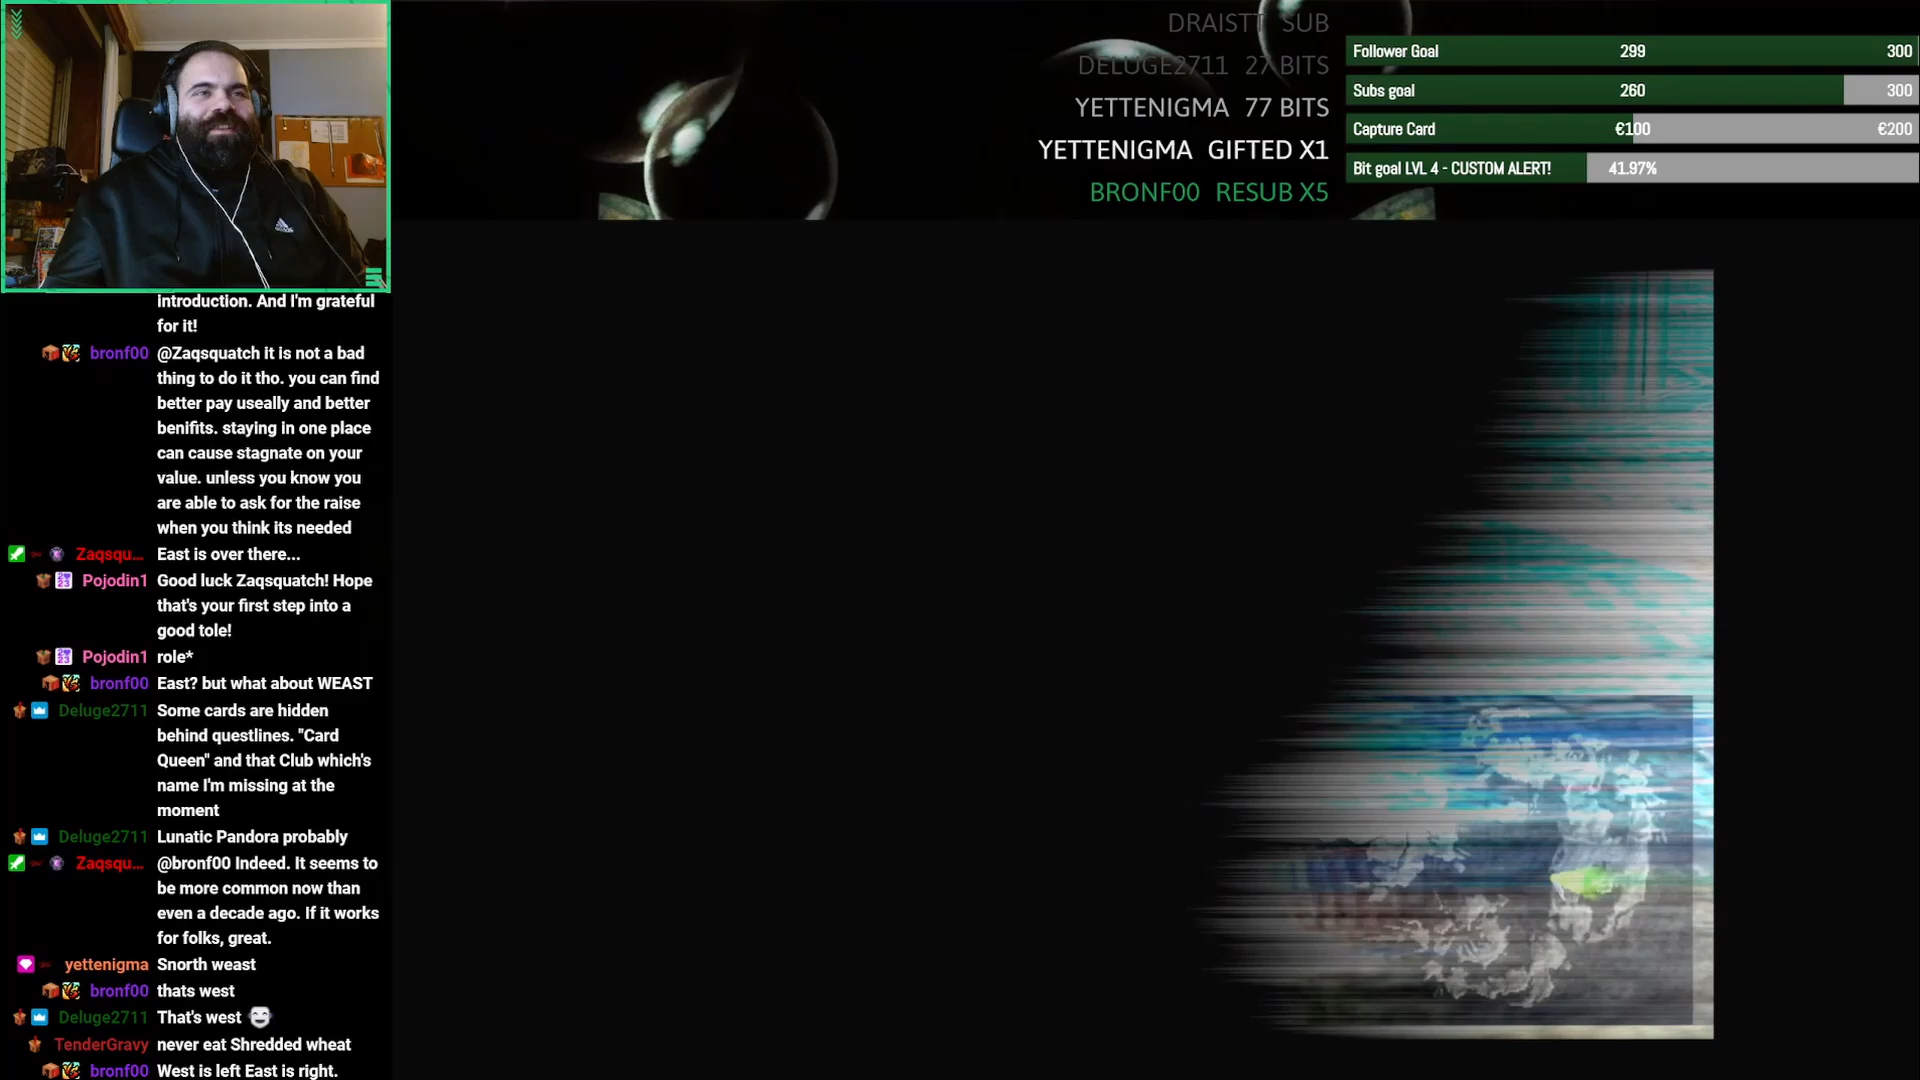 DRAISTT SUB
DELUGE2711 27 BITS
YETTENIGMA 77 BITS
YETTENIGMA GIFTED X1
BRONF00 RESUB X5
Follower Goal 299 300
Subs goal 260 300
Capture Card €100 €200
Bit goal LVL 4 - CUSTOM ALERT! 41.97%
introduction. And I'm grateful
for it!
bronf00 @Zaqsquatch it is not a bad
thing to do it tho. you can find
better pay useally and better
benifits. staying in one place
can cause stagnate on your
value. unless you know you
are able to ask for the raise
when you think its needed
Zaqsqu... East is over there...
Pojodin1 Good luck Zaqsquatch! Hope
that's your first step into a
good tole!
Pojodin1 role*
bronf00 East? but what about WEAST
Deluge2711 Some cards are hidden
behind questlines. "Card
Queen" and that Club which's
name I'm missing at the
moment
Deluge2711 Lunatic Pandora probably
Zaqsqu... @bronf00 Indeed. It seems to
be more common now than
even a decade ago. If it works
for folks, great.
yettenigma Snorth weast
bronf00 thats west
Deluge2711 That's west
TenderGravy never eat Shredded wheat
bronf00 West is left East is right.